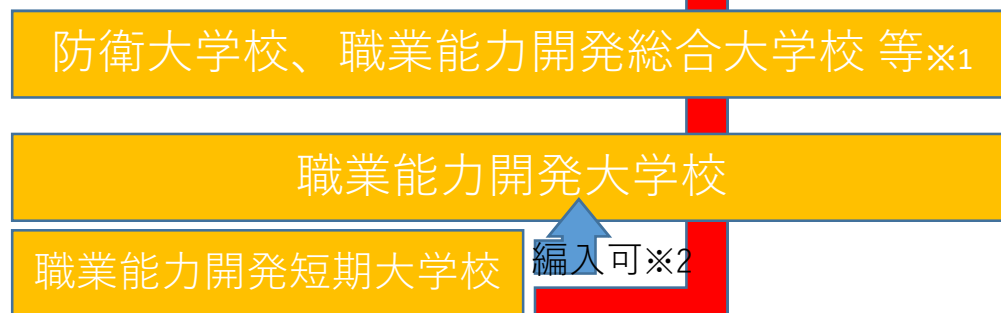 防衛大学校、職業能力開発総合大学校 等※1
職業能力開発大学校
編入可※2
職業能力開発短期大学校